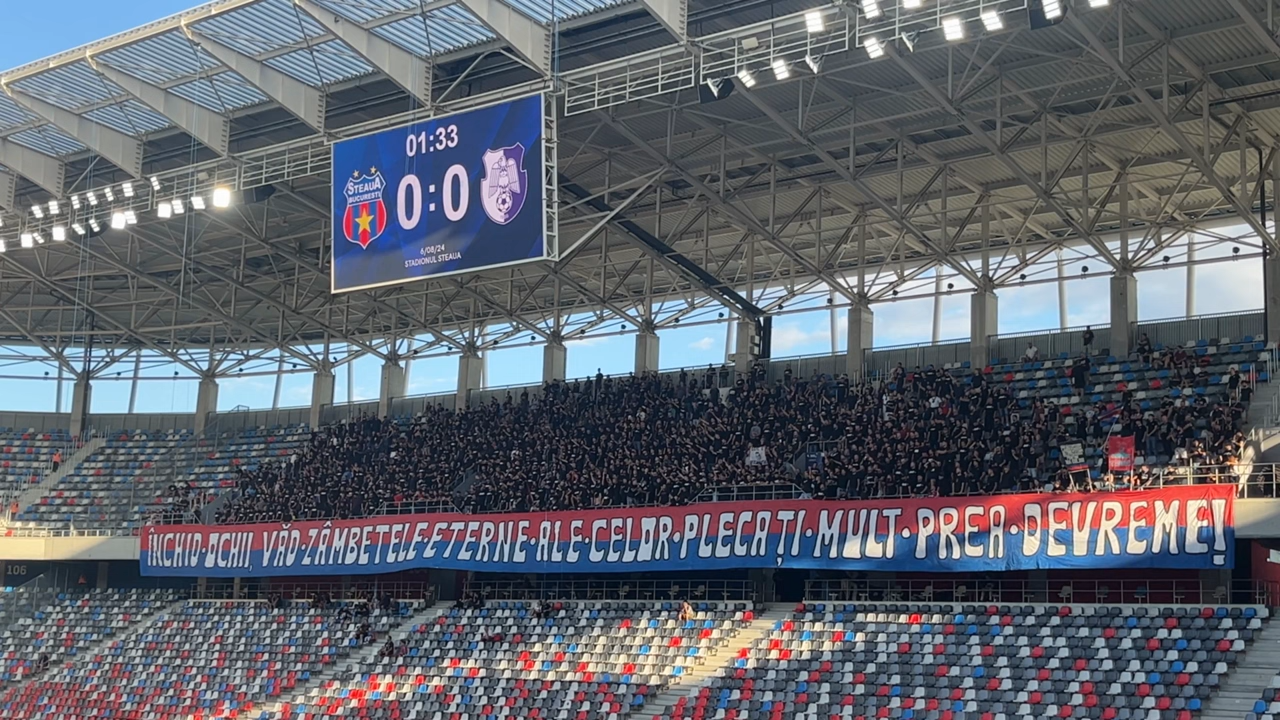 01:33
STEAUA
BUCUREȘTI
0:0
6/08/24
STADIONUL STEAUA
ÎNCHID·OCHII, VĂD·ZÂMBETELE·ETERNE·ALE·CELOR·PLECAȚI·MULT·PREA·DEVREME!
106